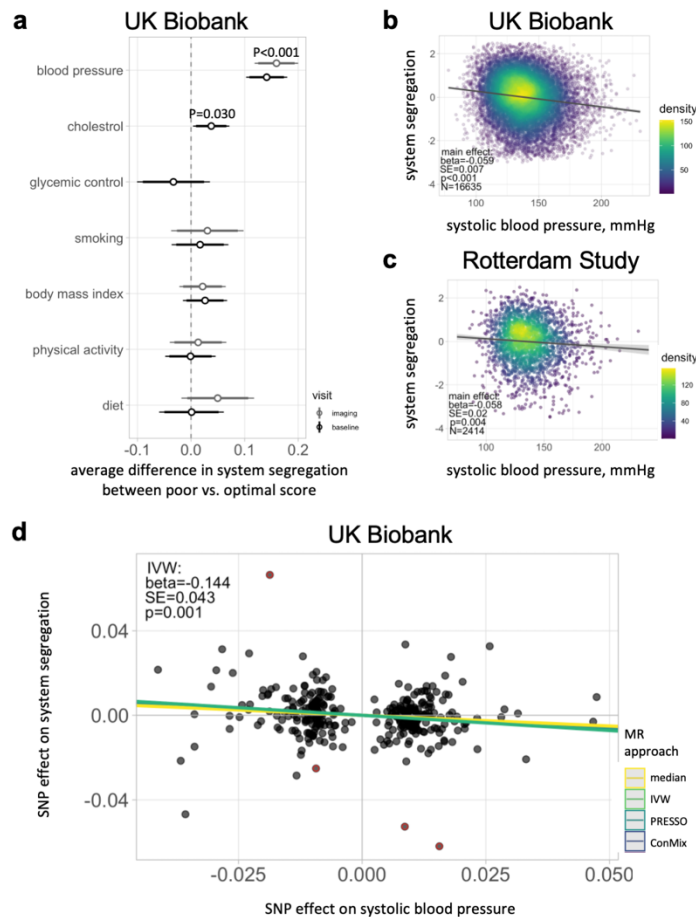 a
UK Biobank
blood pressure
P<0.001
cholestrol
P=0.030
glycemic control
smoking
body mass index
physical activity
diet
visit
imaging
baseline
-0.1
0.0
0.1
0.2
average difference in system segregation
between poor vs. optimal score
b
UK Biobank
system segregation
2
0
-2
-4
main effect:
beta=-0.059
SE=0.007
p<0.001
N=16635
100
150
200
systolic blood pressure, mmHg
density
150
100
50
c
Rotterdam Study
system segregation
2
0
-2
-4
main effect:
beta=-0.058
SE=0.02
p=0.004
N=2414
100
150
200
systolic blood pressure, mmHg
density
120
80
40
d
UK Biobank
SNP effect on system segregation
0.04
0.00
-0.04
IVW:
beta=-0.144
SE=0.043
p=0.001
-0.025
0.000
0.025
0.050
SNP effect on systolic blood pressure
MR
approach
median
IVW
PRESSO
ConMix